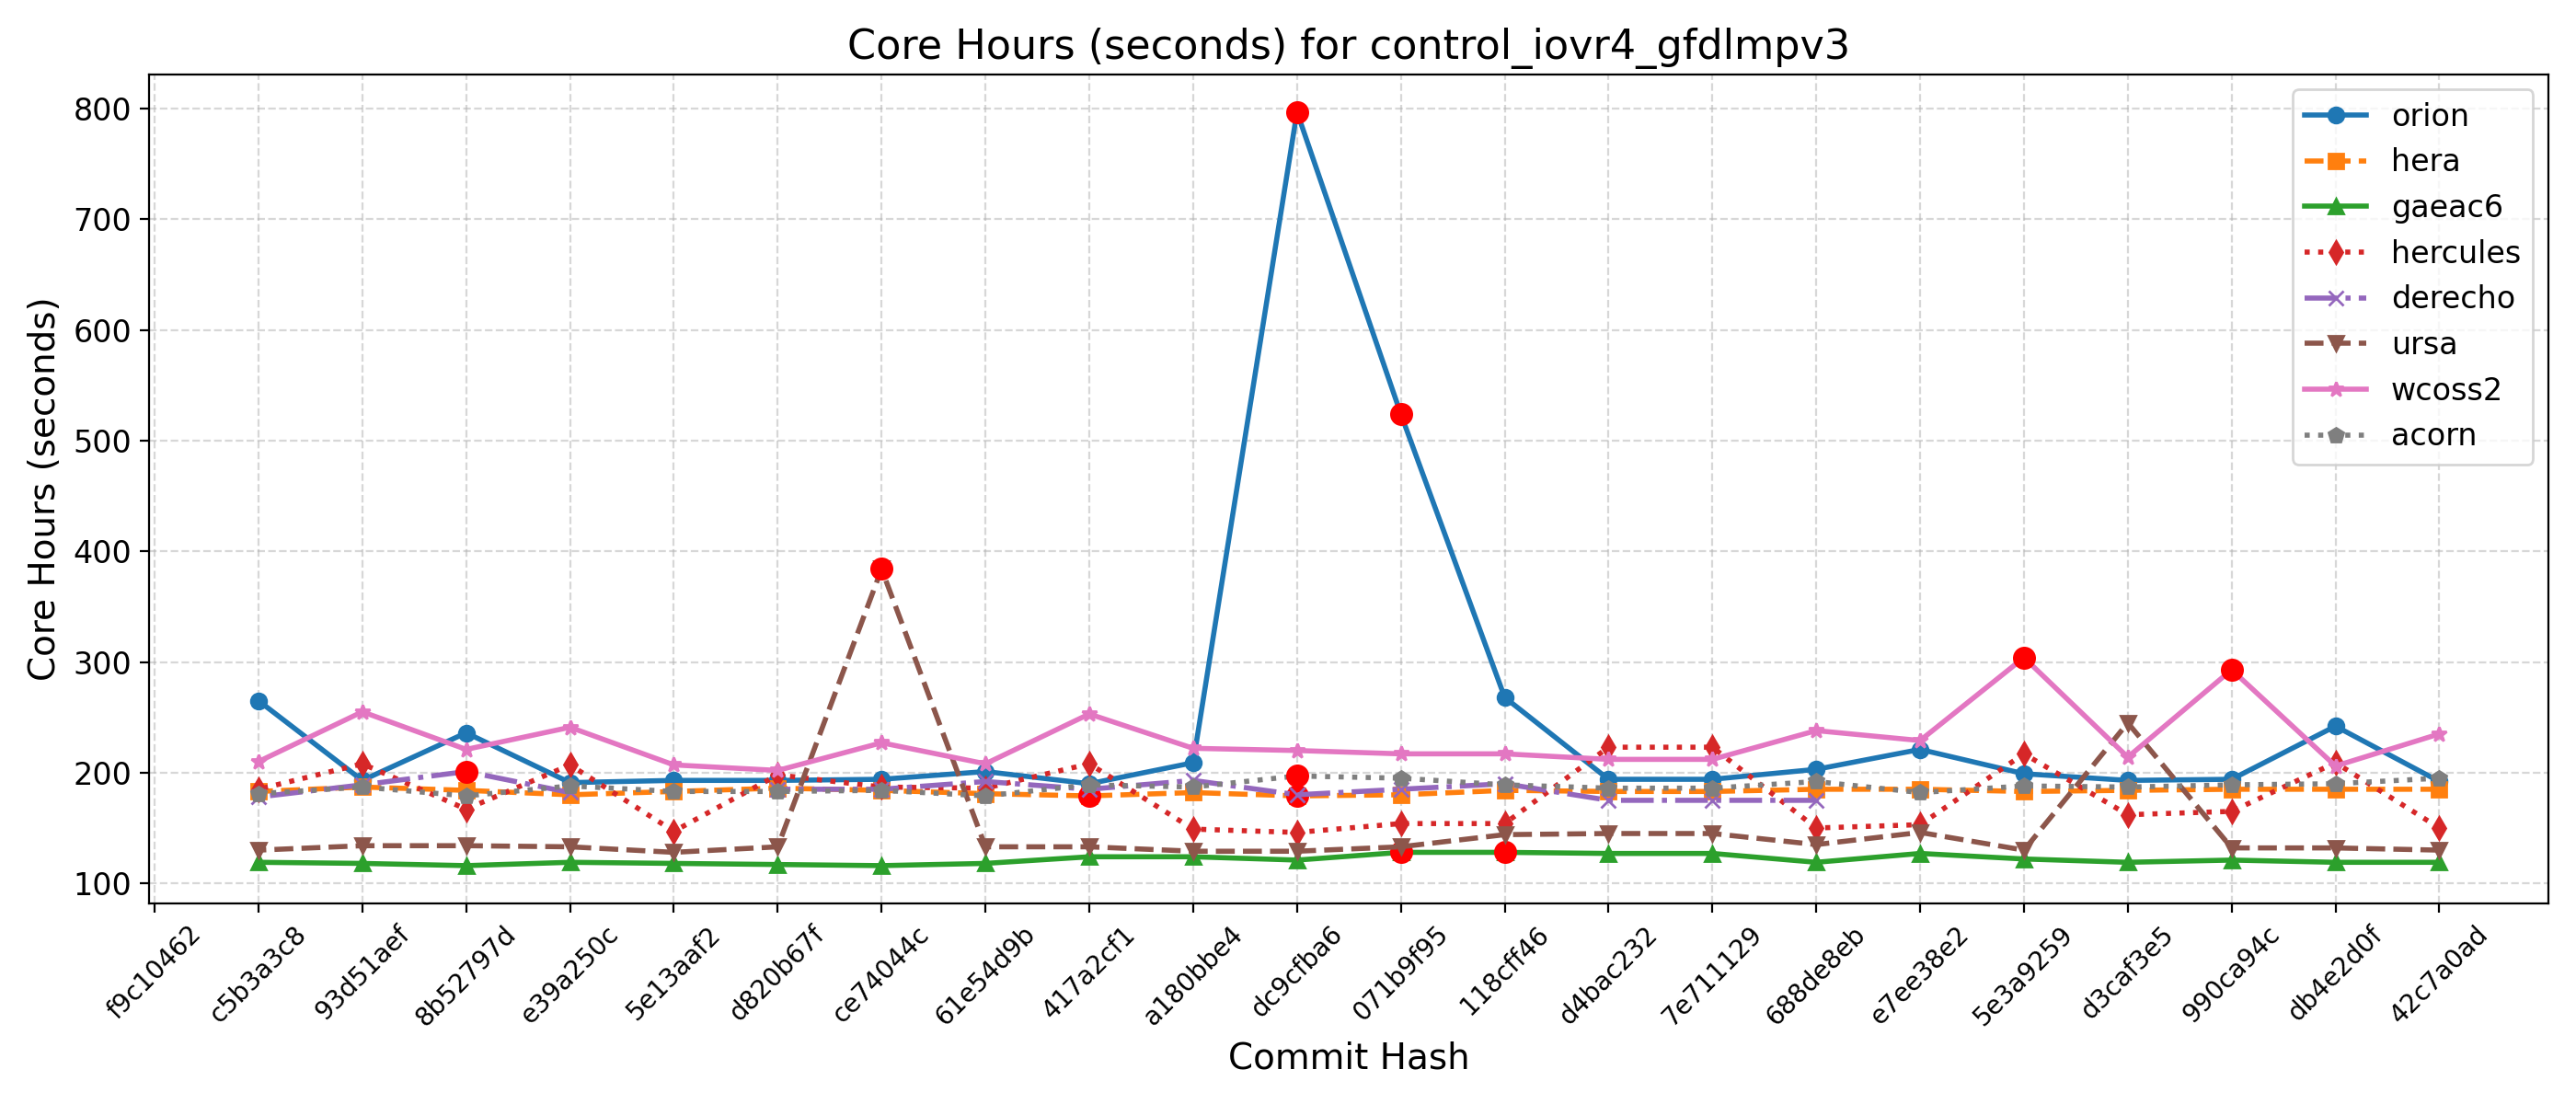 Core Hours (seconds) for control_iovr4_gfdlmpv3
Core Hours (seconds)
800
700
600
500
400
300
200
100
orion
hera
gaeac6
hercules
derecho
ursa
wcoss2
acorn
f9c10462
c5b3a3c8
93d51aef
8b52797d
e39a250c
5e13aaf2
d820b67f
ce74044c
61e54d9b
417a2cf1
a180bbe4
dc9cfba6
071b9f95
118cff46
d4bac232
7e711129
688de8eb
e7ee38e2
5e3a9259
d3caf3e5
990ca94c
db4e2d0f
42c7a0ad
Commit Hash